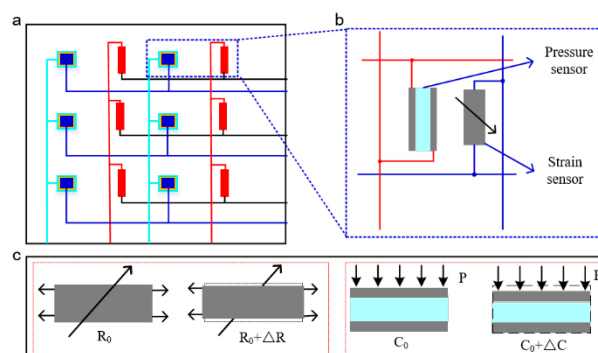 a
b
Pressure
sensor
Strain
sensor
c
R₀
R₀+△R
P
C₀
C₀+△C